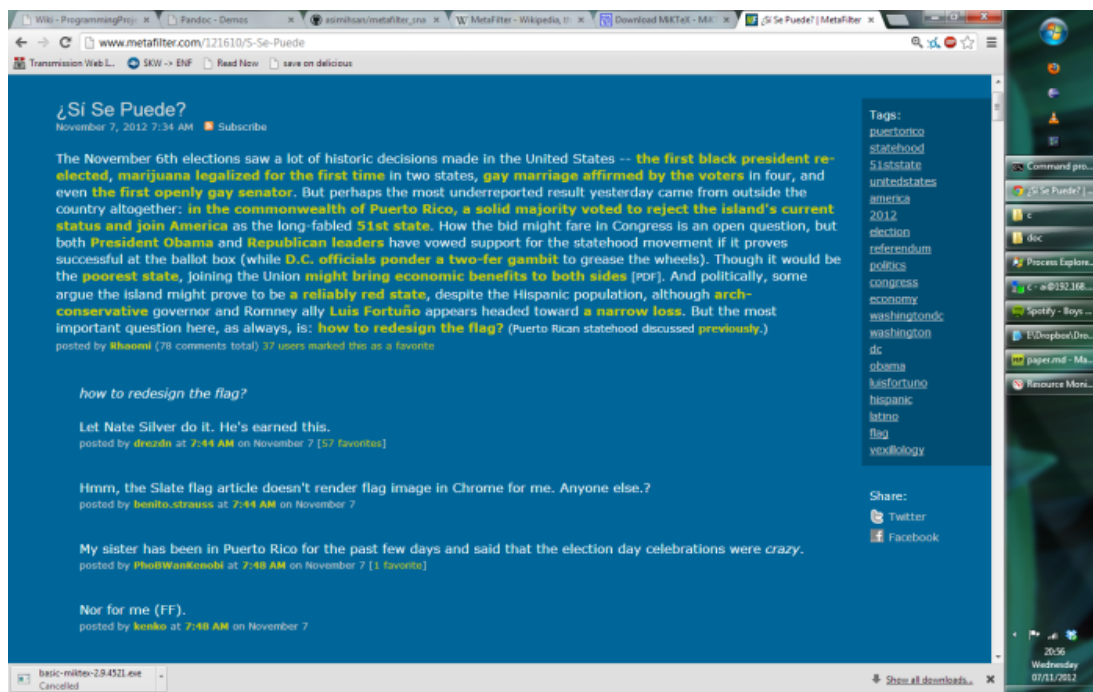 Wiki - ProgrammingProj
Pandoc - Demos
asimihsan/metafilter_sna
MetaFilter - Wikipedia, th
Download MiKTeX - MiK
¿Sí Se Puede? | MetaFilter
www.metafilter.com/121610/S-Se-Puede
Transmission Web I... SKW -> ENF Read Now save on delicious
¿Sí Se Puede?
November 7, 2012 7:34 AM Subscribe
The November 6th elections saw a lot of historic decisions made in the United States -- the first black president re-
elected, marijuana legalized for the first time in two states, gay marriage affirmed by the voters in four, and
even the first openly gay senator. But perhaps the most underreported result yesterday came from outside the
country altogether: in the commonwealth of Puerto Rico, a solid majority voted to reject the island's current
status and join America as the long-fabled 51st state. How the bid might fare in Congress is an open question, but
both President Obama and Republican leaders have vowed support for the statehood movement if it proves
successful at the ballot box (while D.C. officials ponder a two-fer gambit to grease the wheels). Though it would be
the poorest state, joining the Union might bring economic benefits to both sides [PDF]. And politically, some
argue the island might prove to be a reliably red state, despite the Hispanic population, although arch-
conservative governor and Romney ally Luis Fortuño appears headed toward a narrow loss. But the most
important question here, as always, is: how to redesign the flag? (Puerto Rican statehood discussed previously.)
posted by Rhaomi (78 comments total) 37 users marked this as a favorite
how to redesign the flag?
Let Nate Silver do it. He's earned this.
posted by drezdn at 7:44 AM on November 7 [57 favorites]
Hmm, the Slate flag article doesn't render flag image in Chrome for me. Anyone else.?
posted by benito.strauss at 7:44 AM on November 7
My sister has been in Puerto Rico for the past few days and said that the election day celebrations were crazy.
posted by PhoBWanKenobi at 7:48 AM on November 7 [1 favorite]
Nor for me (FF).
posted by kenko at 7:48 AM on November 7
Tags:
puertorico
statehood
51ststate
unitedstates
america
2012
election
referendum
politics
congress
economy
washingtondc
washington
dc
obama
luisfortuno
hispanic
latino
flag
vexillology
Share:
Twitter
Facebook
Command pro...
¿Sí Se Puede? | ...
c
doc
Process Explore...
c - ai@192.168...
Spotify - Boys ...
E:\Dropbox\Dro...
paper.md - Ma...
Resource Moni...
20:56
Wednesday
07/11/2012
basic-miktex-2.9.4521.exe
Cancelled
Show all downloads...